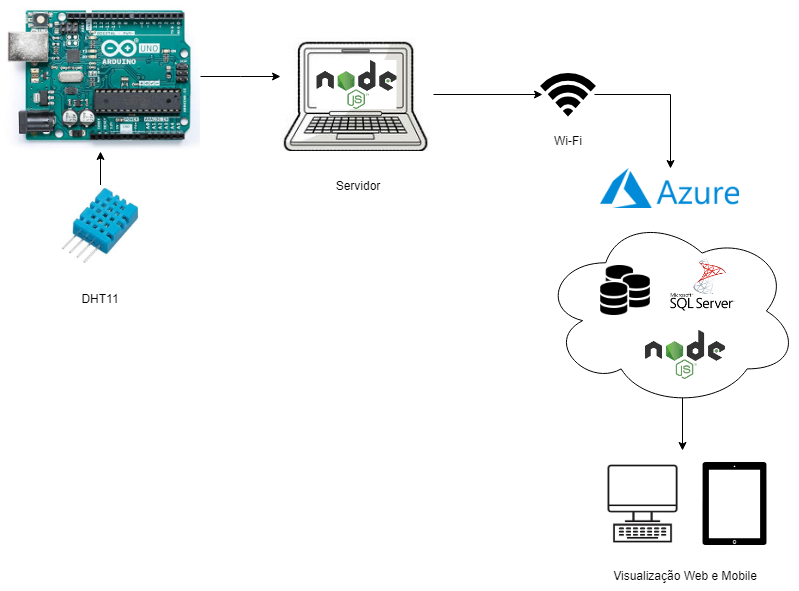 UNO
ARDUINO
node
JS
Servidor
Wi-Fi
Azure
DHT11
Microsoft
SQL Server
node
JS
Visualização Web e Mobile